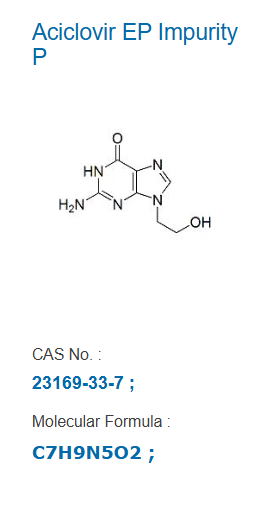 Aciclovir EP Impurity
P
O
HN
N
H₂N
N
N
OH
CAS No. :
23169-33-7 ;
Molecular Formula :
C7H9N5O2 ;